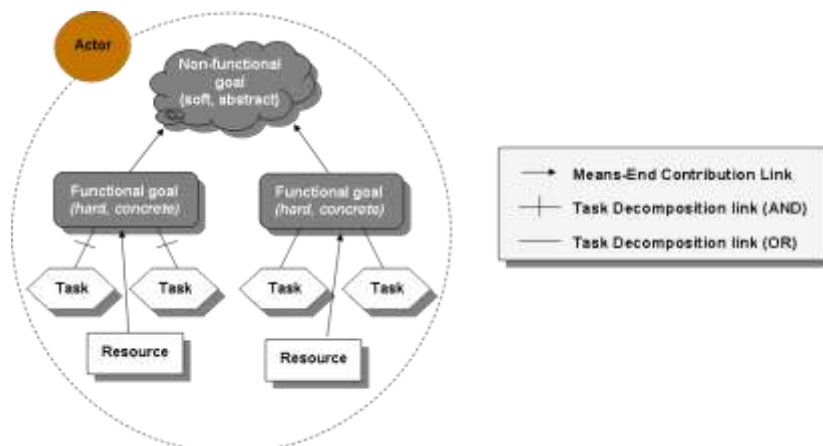 Actor
Non-functional
goal
(soft, abstract)
Functional goal
(hard, concrete)
Functional goal
(hard, concrete)
Task
Task
Task
Task
Resource
Resource
Means-End Contribution Link
Task Decomposition link (AND)
Task Decomposition link (OR)